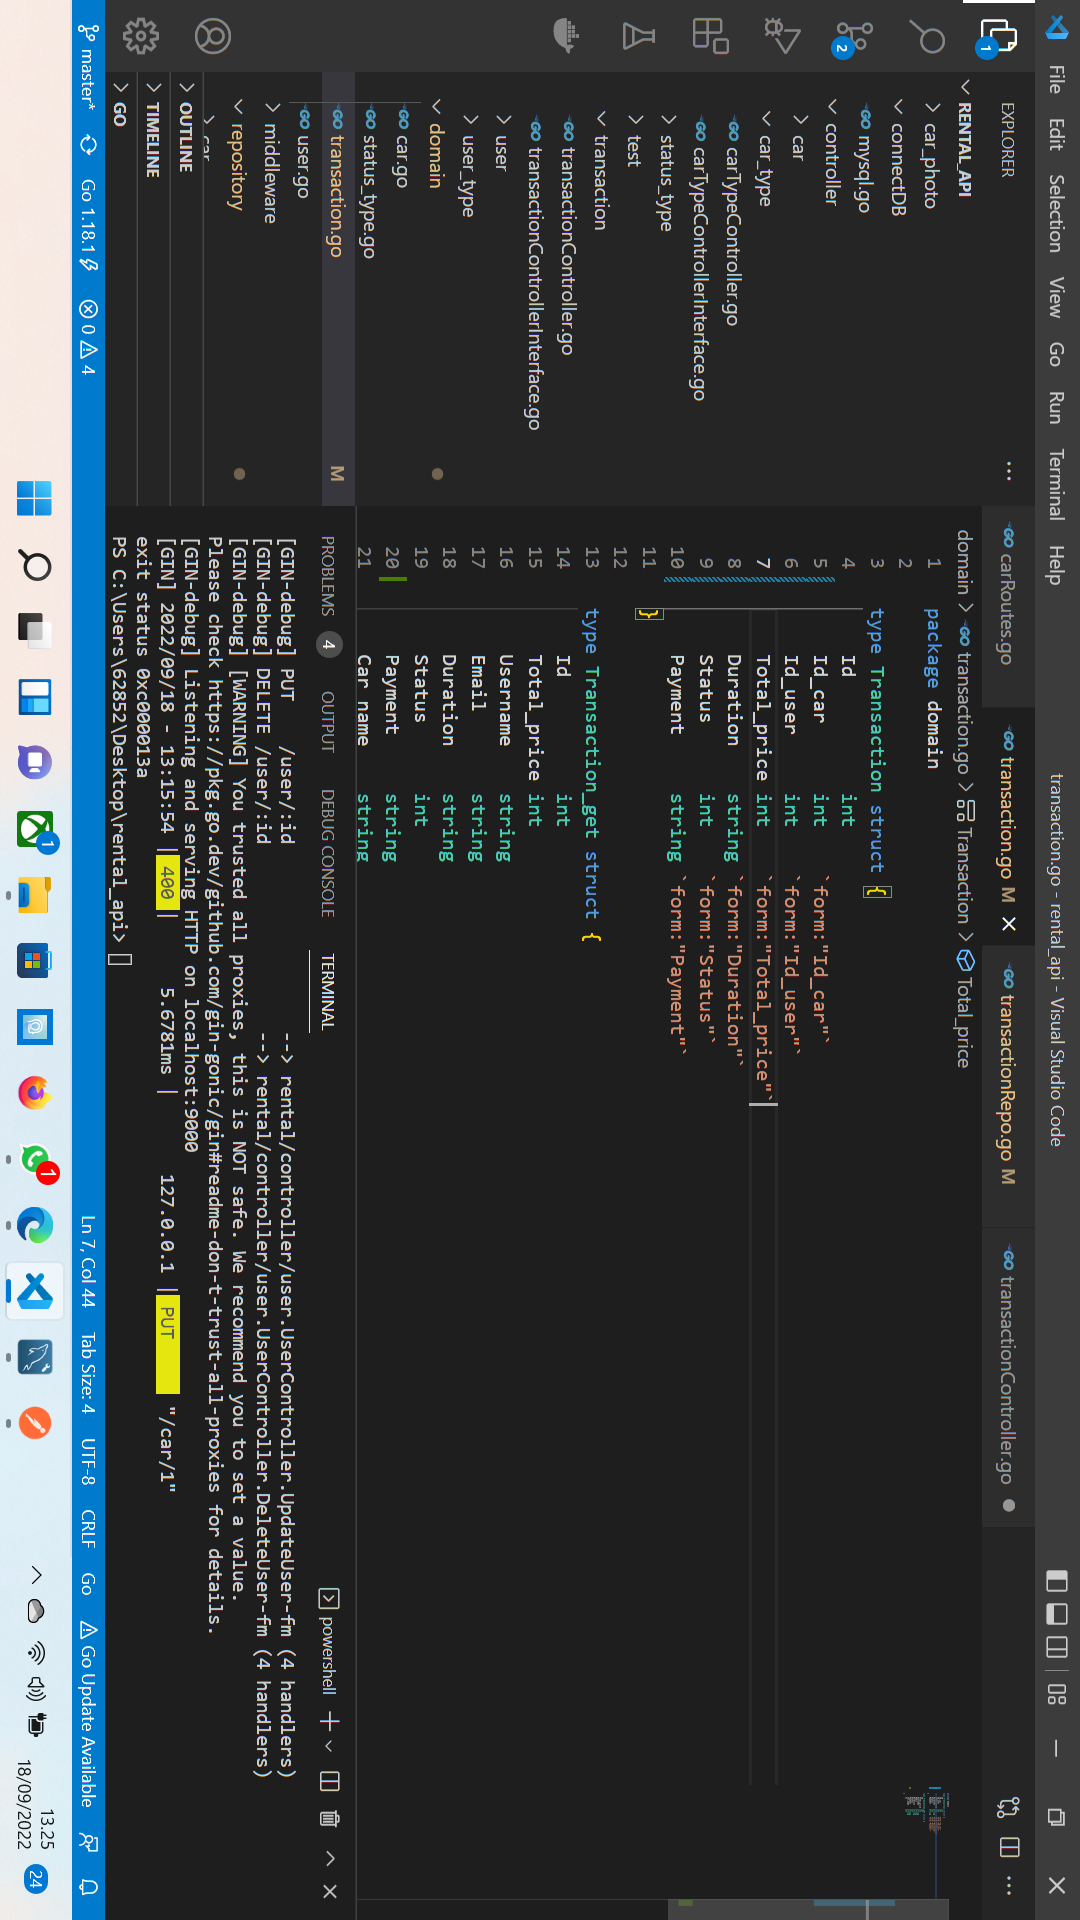 File Edit Selection View Go Run Terminal Help
transaction.go - rental_api - Visual Studio Code
1
2
EXPLORER
RENTAL_API
car_photo
connectDB
mysql.go
controller
car
car_type
carTypeController.go
carTypeControllerInterface.go
status_type
test
transaction
transactionController.go
transactionControllerInterface.go
user
user_type
domain
car.go
status_type.go
transaction.go M
user.go
middleware
repository
car
OUTLINE
TIMELINE
GO
carRoutes.go
transaction.go M
transactionRepo.go M
transactionController.go
domain > transaction.go > Transaction > Total_price
1 package domain
2
3 type Transaction struct {
4 Id int
5 Id_car int `form:"Id_car"`
6 Id_user int `form:"Id_user"`
7 Total_price int `form:"Total_price"`
8 Duration string `form:"Duration"`
9 Status int `form:"Status"`
10 Payment string `form:"Payment"`
11 }
12
13 type Transaction_get struct {
14 Id int
15 Total_price int
16 Username string
17 Email string
18 Duration string
19 Status int
20 Payment string
21 Car_name string
PROBLEMS 4 OUTPUT DEBUG CONSOLE TERMINAL
powershell
[GIN-debug] PUT /user/:id --> rental/controller/user.UserController.UpdateUser-fm (4 handlers)
[GIN-debug] DELETE /user/:id --> rental/controller/user.UserController.DeleteUser-fm (4 handlers)
[GIN-debug] [WARNING] You trusted all proxies, this is NOT safe. We recommend you to set a value.
Please check https://pkg.go.dev/github.com/gin-gonic/gin#readme-don-t-trust-all-proxies for details.
[GIN-debug] Listening and serving HTTP on localhost:9000
[GIN] 2022/09/18 - 13:15:54 | 400 | 5.6781ms | 127.0.0.1 | PUT "/car/1"
exit status 0xc000013a
PS C:\Users\62852\Desktop\rental_api>
master* Go 1.18.1 0 4
Ln 7, Col 44 Tab Size: 4 UTF-8 CRLF Go Go Update Available
1
1
13.25
18/09/2022
24